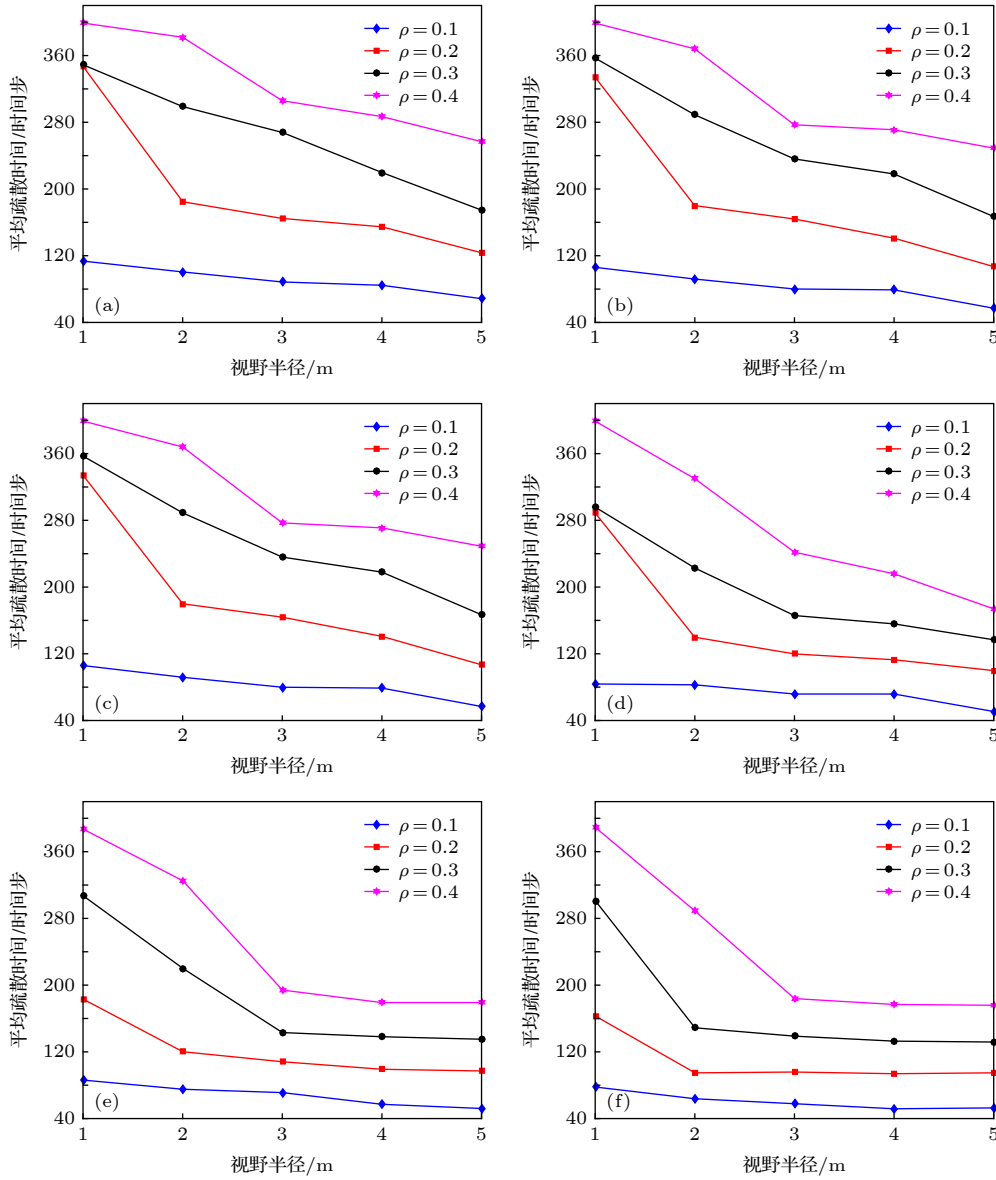 360
280
200
120
40
平均疏散时间/时间步
ρ = 0.1
ρ = 0.2
ρ = 0.3
ρ = 0.4
(a)
1 2 3 4 5
视野半径/m
360
280
200
120
40
平均疏散时间/时间步
ρ = 0.1
ρ = 0.2
ρ = 0.3
ρ = 0.4
(b)
1 2 3 4 5
视野半径/m
360
280
200
120
40
平均疏散时间/时间步
ρ = 0.1
ρ = 0.2
ρ = 0.3
ρ = 0.4
(c)
1 2 3 4 5
视野半径/m
360
280
200
120
40
平均疏散时间/时间步
ρ = 0.1
ρ = 0.2
ρ = 0.3
ρ = 0.4
(d)
1 2 3 4 5
视野半径/m
360
280
200
120
40
平均疏散时间/时间步
ρ = 0.1
ρ = 0.2
ρ = 0.3
ρ = 0.4
(e)
1 2 3 4 5
视野半径/m
360
280
200
120
40
平均疏散时间/时间步
ρ = 0.1
ρ = 0.2
ρ = 0.3
ρ = 0.4
(f)
1 2 3 4 5
视野半径/m